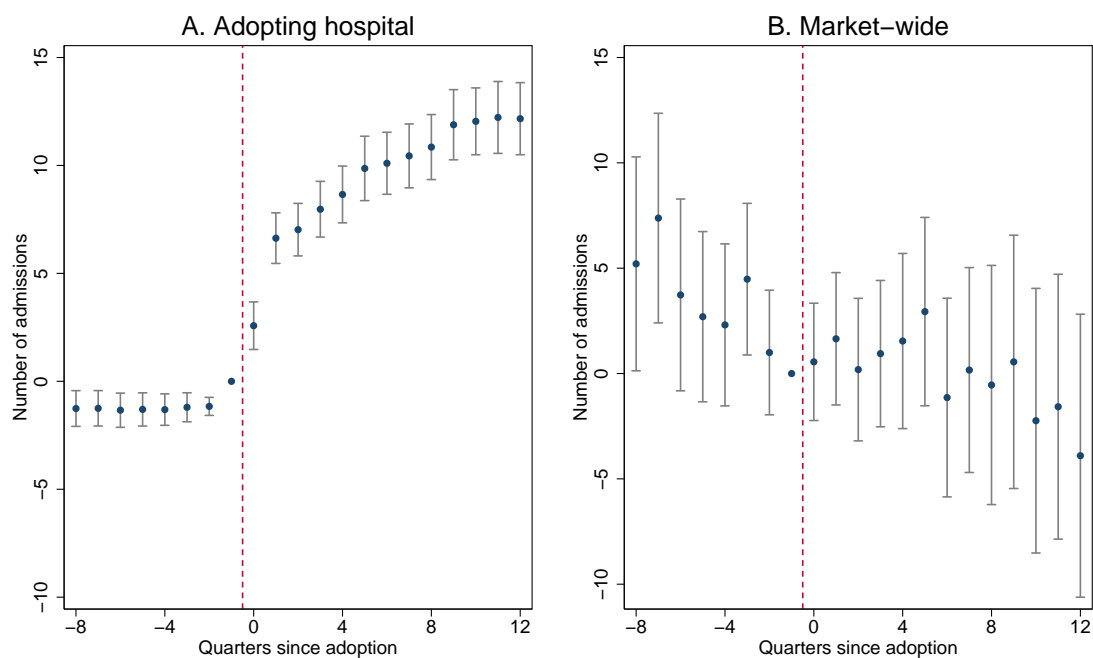 A. Adopting hospital
Number of admissions
15
10
5
0
−5
−10
−8 −4 0 4 8 12
Quarters since adoption
B. Market−wide
Number of admissions
15
10
5
0
−5
−10
−8 −4 0 4 8 12
Quarters since adoption